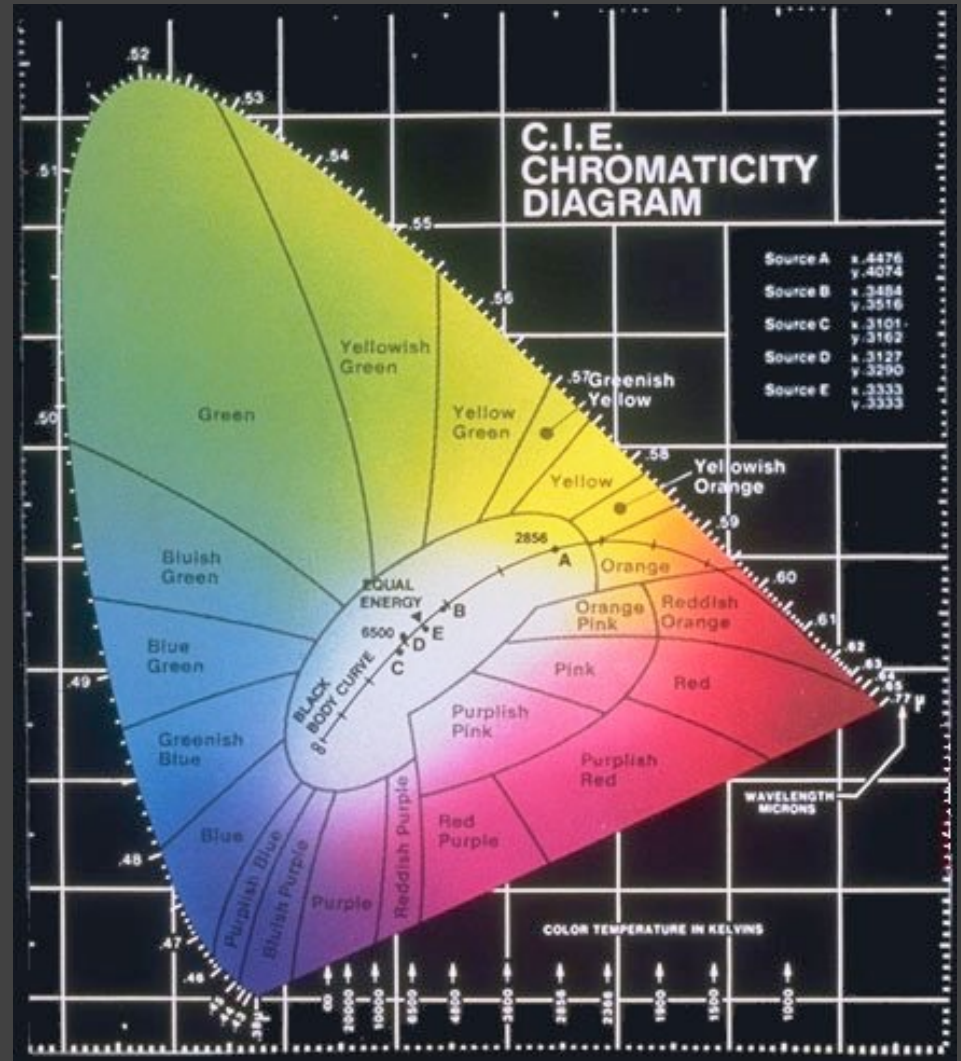 C.I.E.
CHROMATICITY
DIAGRAM
Source A x.4476
y.4074
Source B x.3484
y.3516
Source C x.3101
y.3162
Source D x.3127
y.3290
Source E x.3333
y.3333
.52
.53
.54
.51
.55
.56
.57
.50
.58
.59
.60
.61
.62
.63
.64
.65
.77 μ
.49
.48
.47
.46
Greenish
Yellow
Yellowish
Green
Green
Yellow
Green
Yellow
Yellowish
Orange
2856
A
Orange
Bluish
Green
EQUAL
ENERGY
B
E
6500
D
C
Orange
Pink
Reddish
Orange
Blue
Green
BLACK
BODY CURVE
∞
Pink
Red
Greenish
Blue
Purplish
Pink
Purplish
Red
WAVELENGTH
MICRONS
Blue
Purplish Blue
Bluish Purple
Purple
Reddish Purple
Red
Purple
COLOR TEMPERATURE IN KELVINS
∞
20000
10000
6500
4800
3600
2856
2366
1900
1500
1000